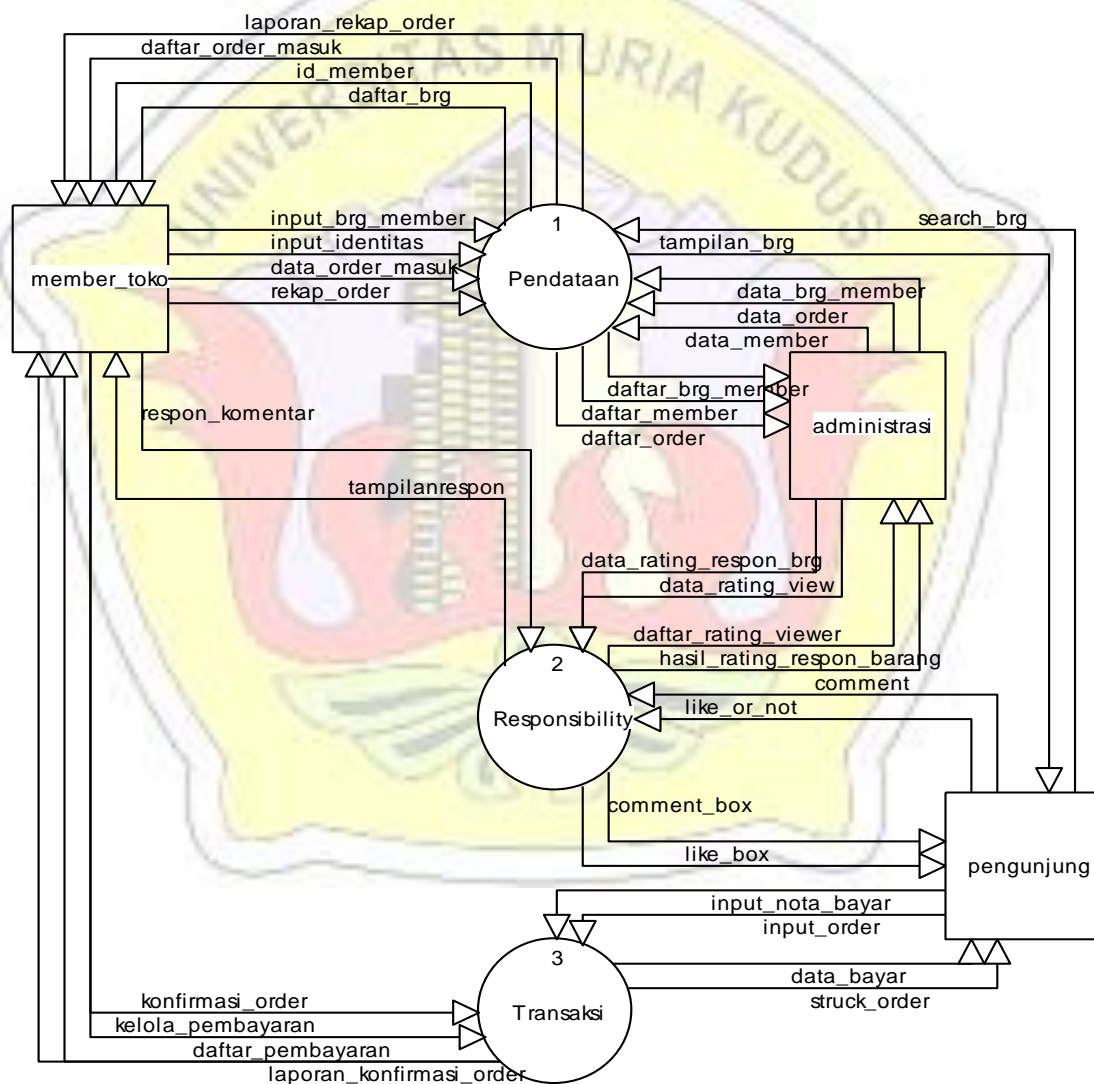 laporan_rekap_order
daftar_order_masuk
id_member
daftar_brg
UNIVERSITAS MURIA KUDUS
input_brg_member
1
search_brg
input_identitas
tampilan_brg
data_order_masuk
member_toko
Pendataan
rekap_order
data_brg_member
data_order
data_member
daftar_brg_member
daftar_member
respon_komentar
administrasi
daftar_order
tampilanrespon
data_rating_respon_brg
data_rating_view
daftar_rating_viewer
2
hasil_rating_respon_barang
comment
like_or_not
Responsibility
comment_box
like_box
pengunjung
input_nota_bayar
input_order
3
data_bayar
konfirmasi_order
struck_order
Transaksi
kelola_pembayaran
daftar_pembayaran
laporan_konfirmasi_order